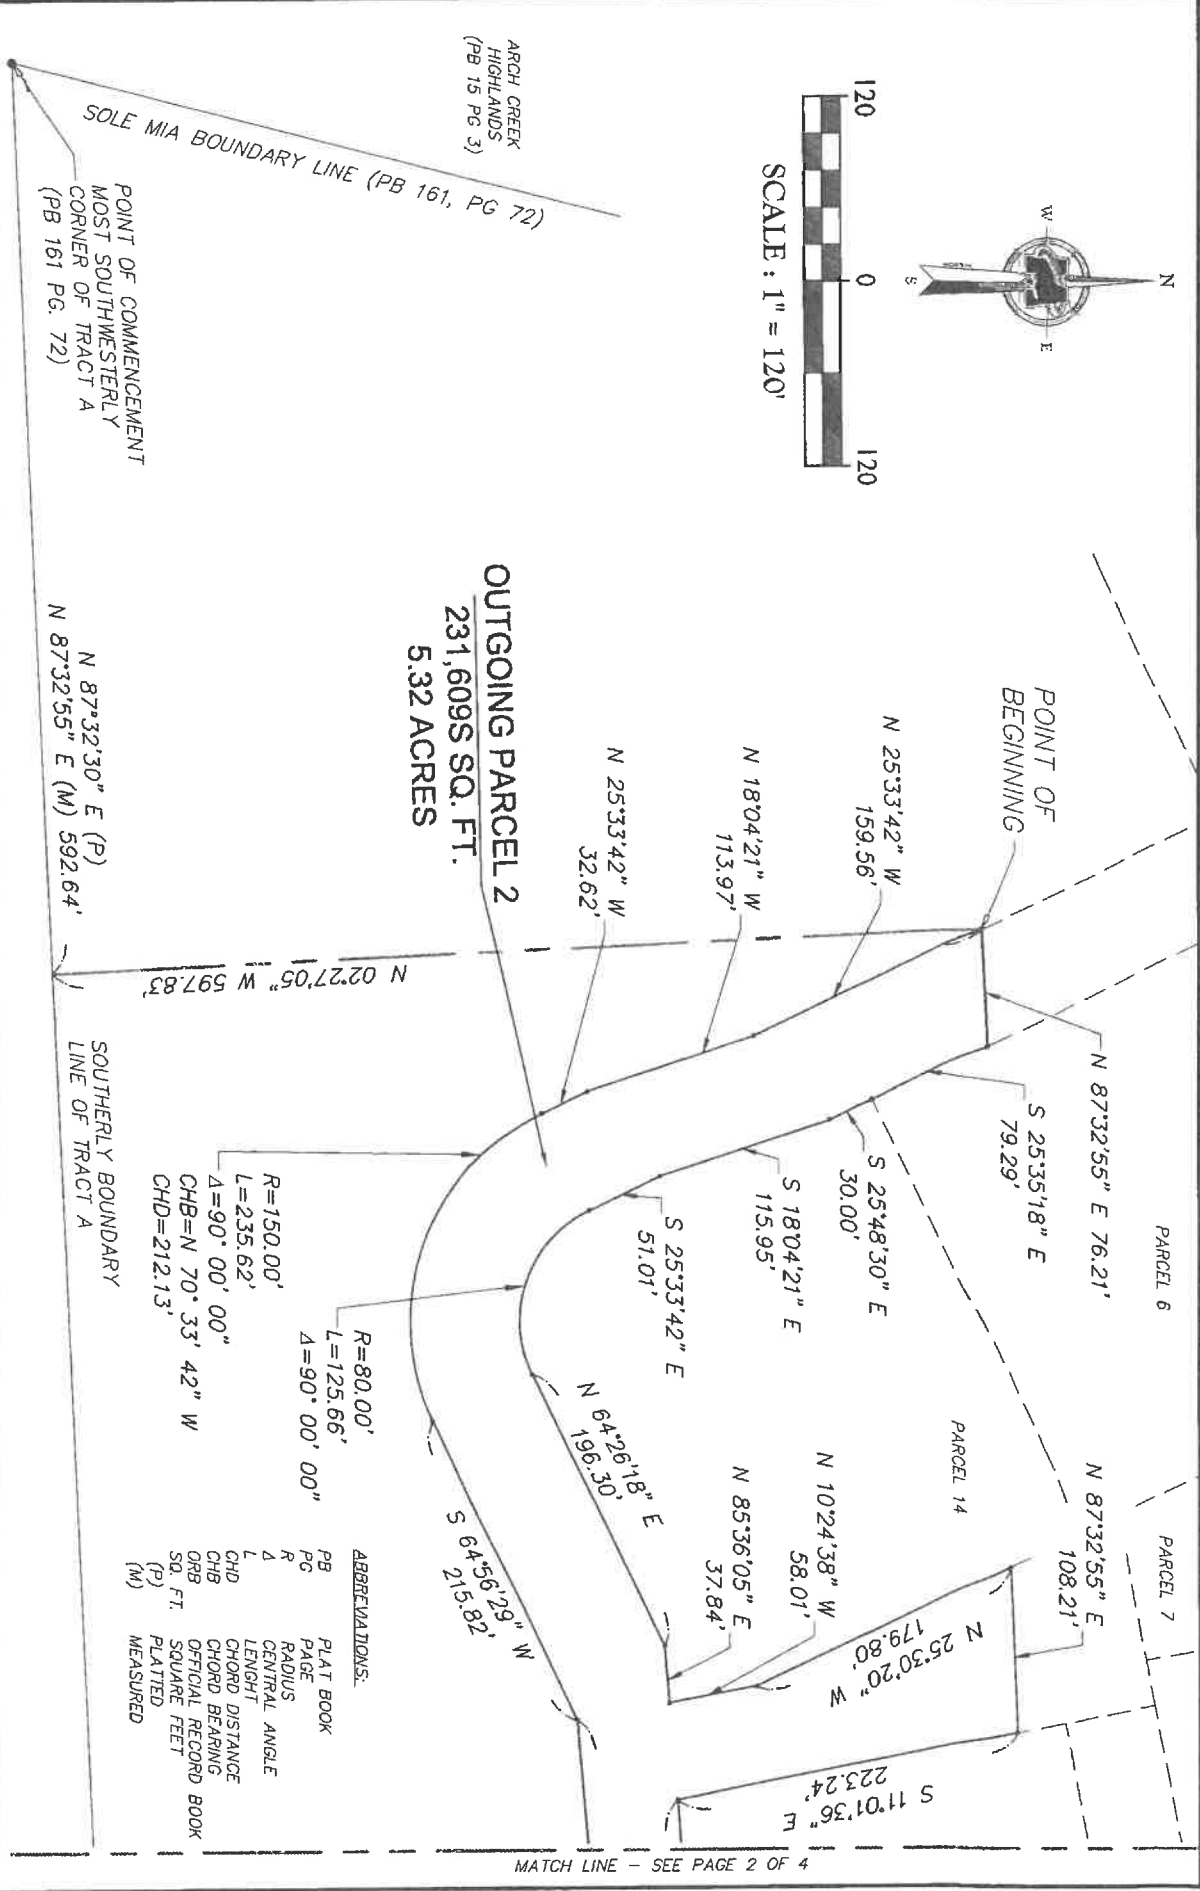 ARCH CREEK
HIGHLANDS
(PB 15 PG 3)
SOLE MIA BOUNDARY LINE (PB 161, PG 72)
POINT OF COMMENCEMENT
MOST SOUTHWESTERLY
CORNER OF TRACT A
(PB 161 PG. 72)
N
W
E
S
120
0
120
SCALE : 1" = 120'
POINT OF
BEGINNING
N 25°33'42" W
159.56'
N 18°04'21" W
113.97'
N 25°33'42" W
32.62'
OUTGOING PARCEL 2
231,609S SQ. FT.
5.32 ACRES
N 87°32'30" E (P)
N 87°32'55" E (M) 592.64'
N 02°27'05" W 597.83'
SOUTHERLY BOUNDARY
LINE OF TRACT A
PARCEL 6
N 87°32'55" E 76.21'
S 25°35'18" E
79.29'
S 25°48'30" E
30.00'
S 18°04'21" E
115.95'
S 25°33'42" E
51.01'
R=150.00'
L=235.62'
Δ=90° 00' 00"
CHB=N 70° 33' 42" W
CHD=212.13'
R=80.00'
L=125.66'
Δ=90° 00' 00"
N 64°26'18" E
196.30'
S 64°56'29" W
215.82'
PARCEL 14
PARCEL 7
N 87°32'55" E
108.21'
N 10°24'38" W
58.01'
N 85°36'05" E
37.84'
N 25°30'20" W
179.80'
S 11°01'36" E
223.24'
ABBREVIATIONS:
PB PLAT BOOK
PG PAGE
R RADIUS
Δ CENTRAL ANGLE
L LENGHT
CHD CHORD DISTANCE
CHB CHORD BEARING
ORB OFFICIAL RECORD BOOK
SQ. FT. SQUARE FEET
(P) PLATTED
(M) MEASURED
MATCH LINE – SEE PAGE 2 OF 4